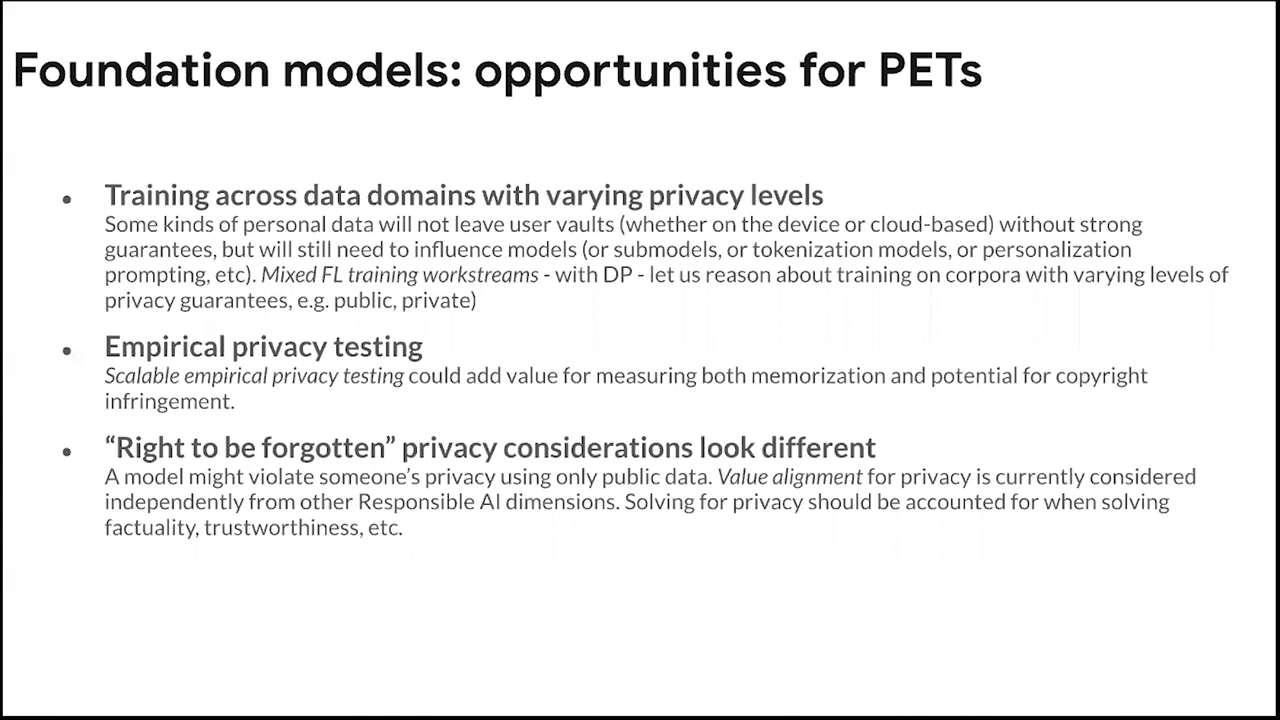 Foundation models: opportunities for PETs
● Training across data domains with varying privacy levels
Some kinds of personal data will not leave user vaults (whether on the device or cloud-based) without strong
guarantees, but will still need to influence models (or submodels, or tokenization models, or personalization
prompting, etc). Mixed FL training workstreams - with DP - let us reason about training on corpora with varying levels of
privacy guarantees, e.g. public, private)
● Empirical privacy testing
Scalable empirical privacy testing could add value for measuring both memorization and potential for copyright
infringement.
● “Right to be forgotten” privacy considerations look different
A model might violate someone’s privacy using only public data. Value alignment for privacy is currently considered
independently from other Responsible AI dimensions. Solving for privacy should be accounted for when solving
factuality, trustworthiness, etc.